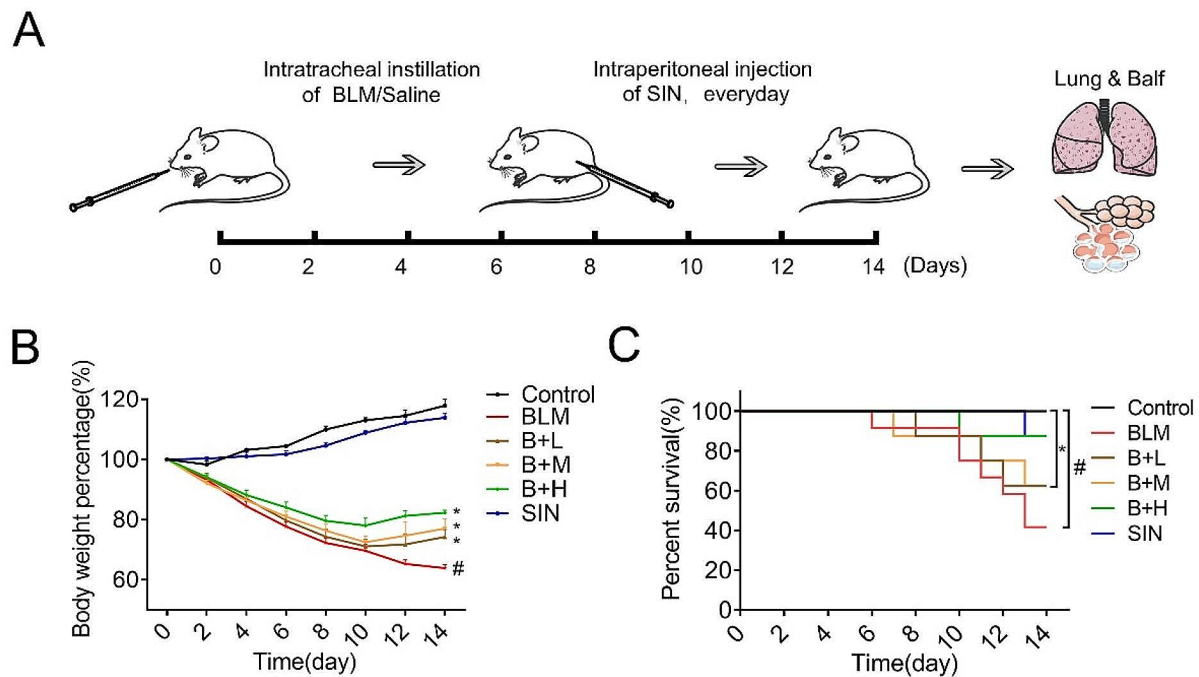 A
Intratracheal instillation
of BLM/Saline
Intraperitoneal injection
of SIN, everyday
Lung & Balf
0 2 4 6 8 10 12 14 (Days)
B
Body weight percentage(%)
120
100
80
60
0 2 4 6 8 10 12 14
Time(day)
*
*
*
#
Control
BLM
B+L
B+M
B+H
SIN
C
Percent survival(%)
100
80
60
40
20
0
0 2 4 6 8 10 12 14
Time(day)
*
#
Control
BLM
B+L
B+M
B+H
SIN